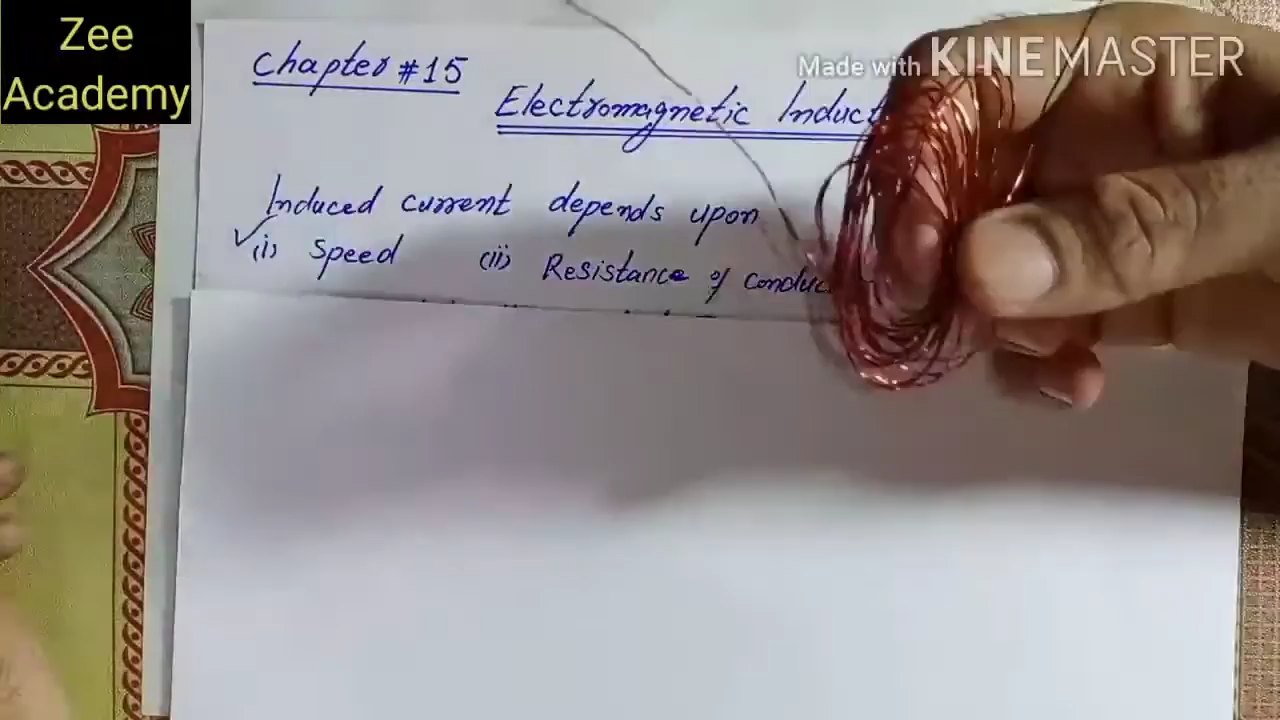 Zee
Academy
Made with KINEMASTER
Chapter #15
Electromagnetic Induct
Induced current depends upon
✓(i) Speed (ii) Resistance of conduc